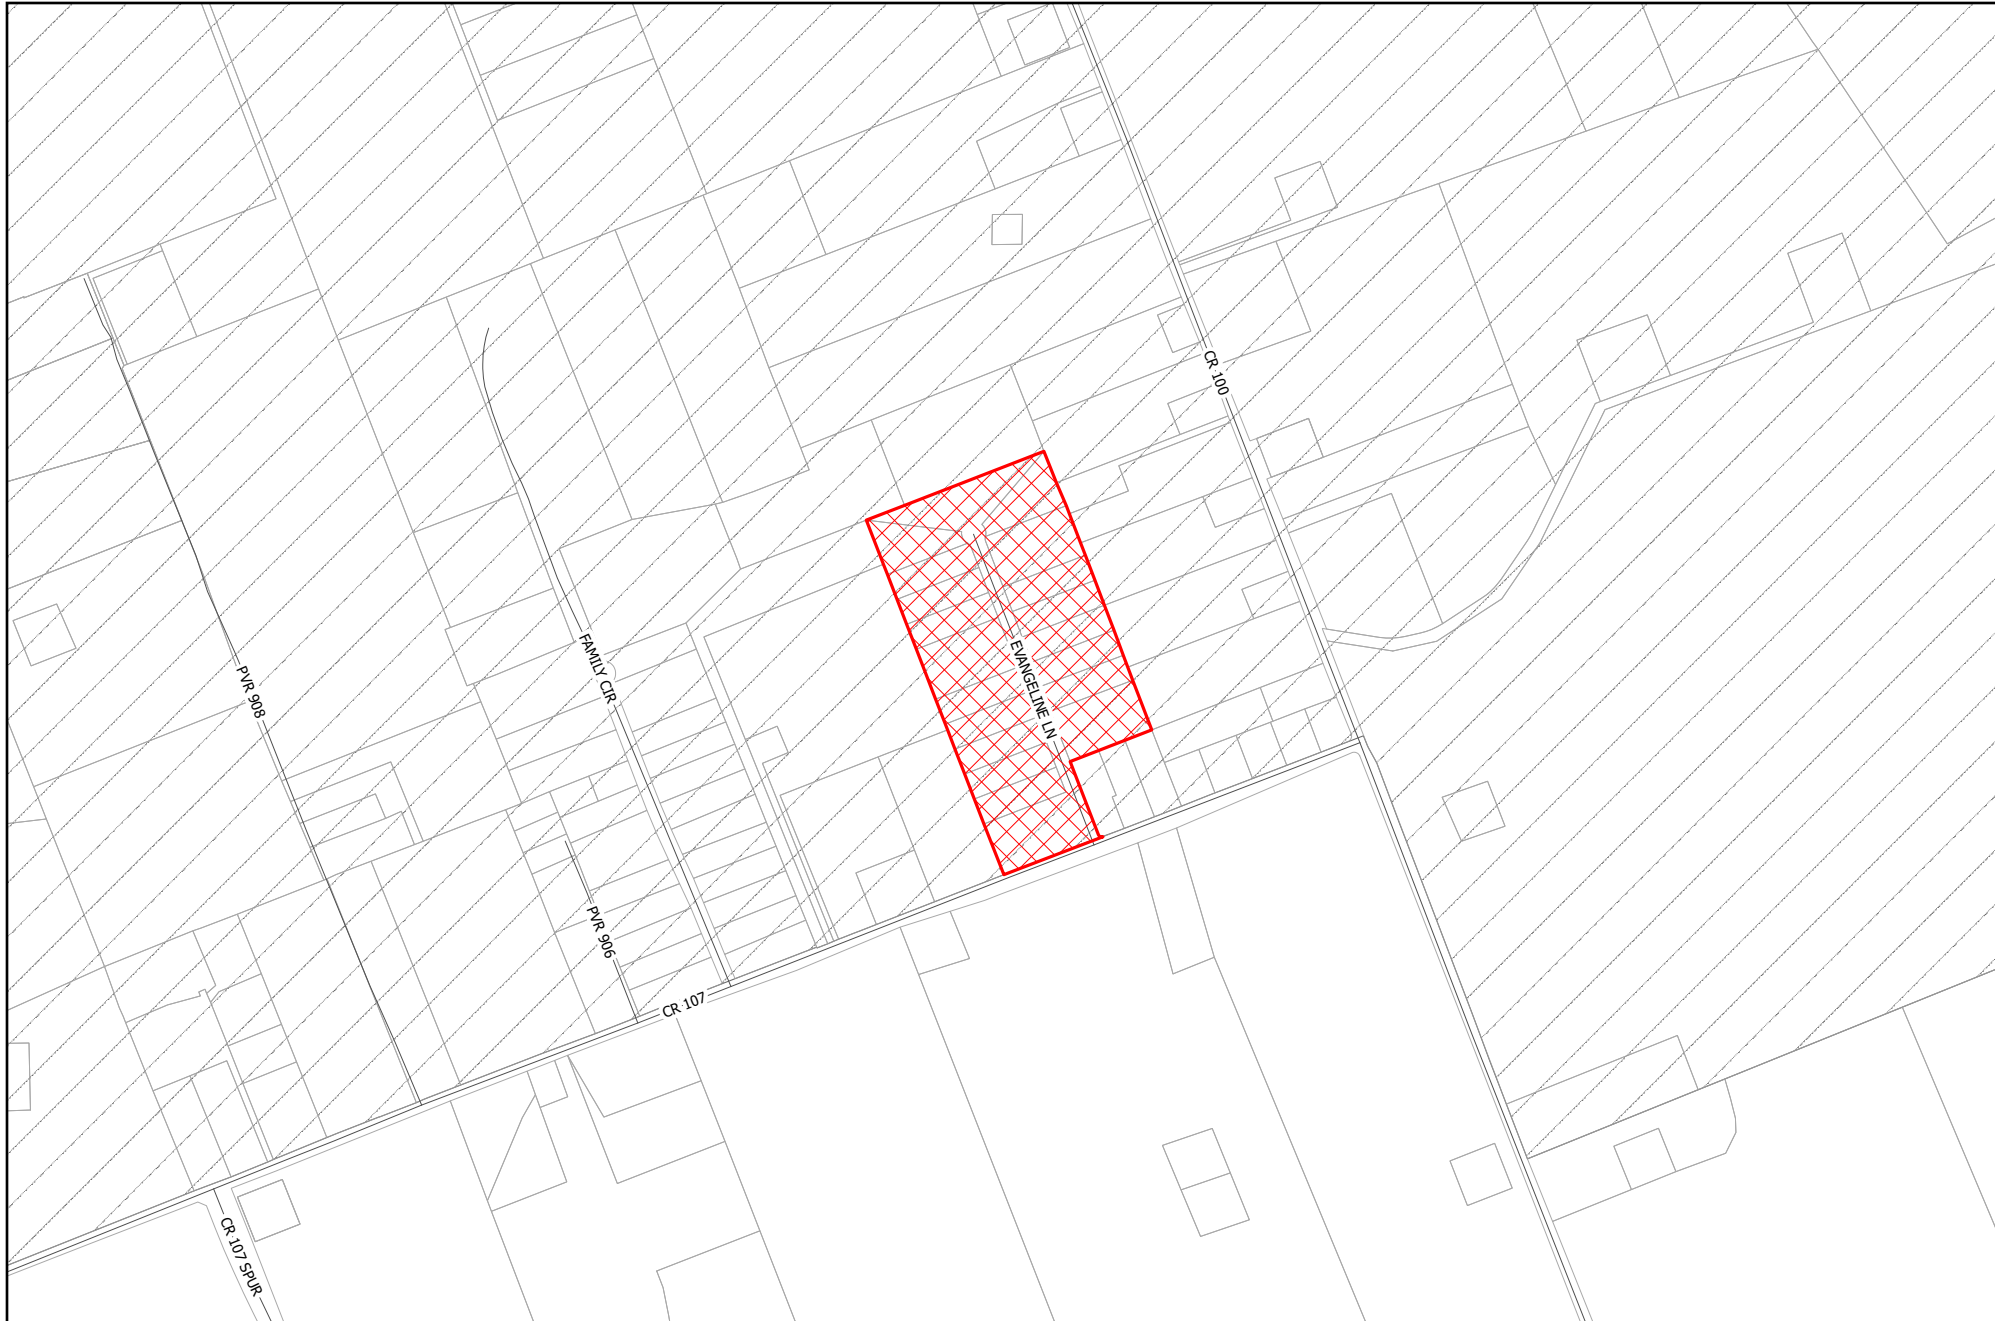 CR 100
FAMILY CIR
EVANGELINE LN
PVR 908
PVR 906
CR 107
CR 107 SPUR